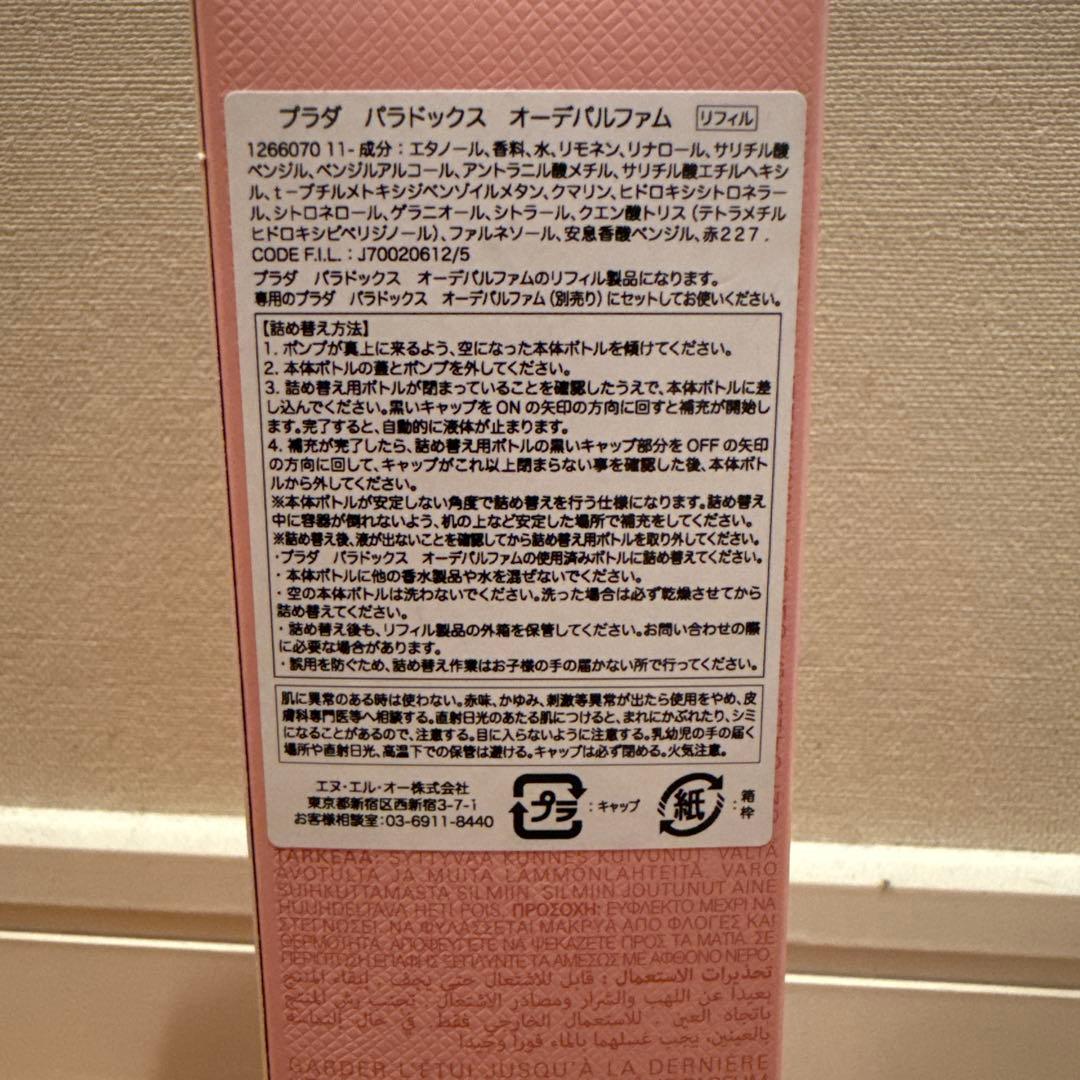 プラダ　パラドックス　オーデパルファム　リフィル
1266070 11- 成分：エタノール、香料、水、リモネン、リナロール、サリチル酸
ベンジル、ベンジルアルコール、アントラニル酸メチル、サリチル酸エチルヘキシ
ル、t－ブチルメトキシジベンゾイルメタン、クマリン、ヒドロキシシトロネラー
ル、シトロネロール、ゲラニオール、シトラール、クエン酸トリス（テトラメチル
ヒドロキシピペリジノール）、ファルネソール、安息香酸ベンジル、赤２２７．
CODE F.I.L.：J70020612/5
プラダ　パラドックス　オーデパルファムのリフィル製品になります。
専用のプラダ　パラドックス　オーデパルファム（別売り）にセットしてお使いください。
【詰め替え方法】
1. ポンプが真上に来るよう、空になった本体ボトルを傾けてください。
2. 本体ボトルの蓋とポンプを外してください。
3. 詰め替え用ボトルが閉まっていることを確認したうえで、本体ボトルに差
し込んでください。黒いキャップを ON の矢印の方向に回すと補充が開始し
ます。完了すると、自動的に液体が止まります。
4. 補充が完了したら、詰め替え用ボトルの黒いキャップ部分を OFF の矢印
の方向に回して、キャップがこれ以上閉まらない事を確認した後、本体ボト
ルから外してください。
※本体ボトルが安定しない角度で詰め替えを行う仕様になります。詰め替え
中に容器が倒れないよう、机の上など安定した場所で補充をしてください。
※詰め替え後、液が出ないことを確認してから詰め替え用ボトルを取り外してください。
・プラダ　パラドックス　オーデパルファムの使用済みボトルに詰め替えてください。
・本体ボトルに他の香水製品や水を混ぜないでください。
・空の本体ボトルは洗わないでください。洗った場合は必ず乾燥させてから
詰め替えてください。
・詰め替え後も、リフィル製品の外箱を保管してください。お問い合わせの際
に必要な場合があります。
・誤用を防ぐため、詰め替え作業はお子様の手の届かない所で行ってください。
肌に異常のある時は使わない。赤味、かゆみ、刺激等異常が出たら使用をやめ、皮
膚科専門医等へ相談する。直射日光のあたる肌につけると、まれにかぶれたり、シミ
になることがあるので、注意する。目に入らないように注意する。乳幼児の手の届く
場所や直射日光、高温下での保管は避ける。キャップは必ず閉める。火気注意。
エヌ・エル・オー株式会社
東京都新宿区西新宿3-7-1
お客様相談室：03-6911-8440
プラ：キャップ
紙：箱 枠
TÄRKEÄÄ: SYTTYVÄÄ KUNNES KUIVUNUT. VÄLTÄ
AVOTULTA JA MUITA LÄMMÖNLÄHTEITÄ. VARO
SUIHKUTTAMASTA SILMIIN. SILMIIN JOUTUNUT AINE
HUUHDELTAVA HETI POIS. ΠΡΟΣΟΧΗ: ΕΥΦΛΕΚΤΟ ΜΕΧΡΙ ΝΑ
ΣΤΕΓΝΩΣΕΙ. ΝΑ ΦΥΛΑΣΣΕΤΑΙ ΜΑΚΡΥΑ ΑΠΟ ΦΛΟΓΕΣ ΚΑΙ
ΘΕΡΜΟΤΗΤΑ. ΑΠΟΦΕΥΓΕΤΕ ΝΑ ΨΕΚΑΖΕΤΕ ΠΡΟΣ ΤΑ ΜΑΤΙΑ. ΣΕ
ΠΕΡΙΠΤΩΣΗ ΕΠΑΦΗΣ ΞΕΠΛΥΝΤΕ ΤΑ ΑΜΕΣΩΣ ΜΕ ΑΦΘΟΝΟ ΝΕΡΟ.
تحذيرات الاستعمال: قابل للاشتعال حتى يجف. لبقاء المنتج
بعيداً عن اللهب والشرار ومصادر الاشتعال. تجنب رش المنتج
باتجاه العين. للاستعمال الخارجي فقط. في حال التماسه
بالعينين، يجب غسلهما بالماء فوراً وجيداً
GARDER L'ÉTUI JUSQU'À LA DERNIÈRE